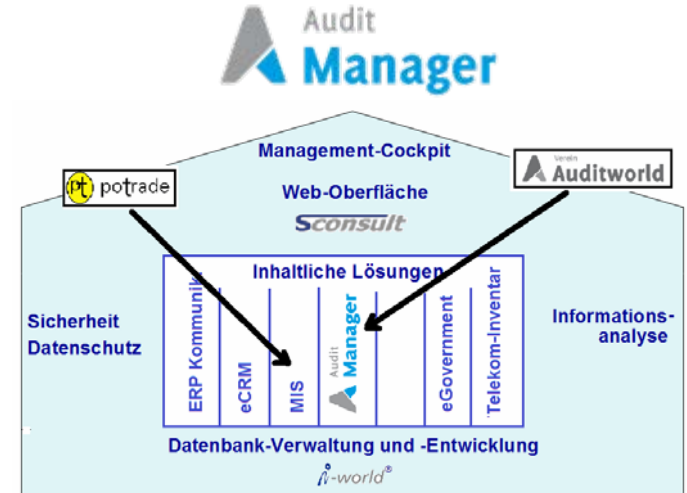 Audit
Manager
Management-Cockpit
pt potrade
Verein
Auditworld
Web-Oberfläche
Sconsult
Inhaltliche Lösungen
Sicherheit
Datenschutz
Informations-
analyse
ERP Kommunik.
eCRM
MIS
Audit
Manager
eGovernment
Telekom-Inventar
Datenbank-Verwaltung und -Entwicklung
i-world®